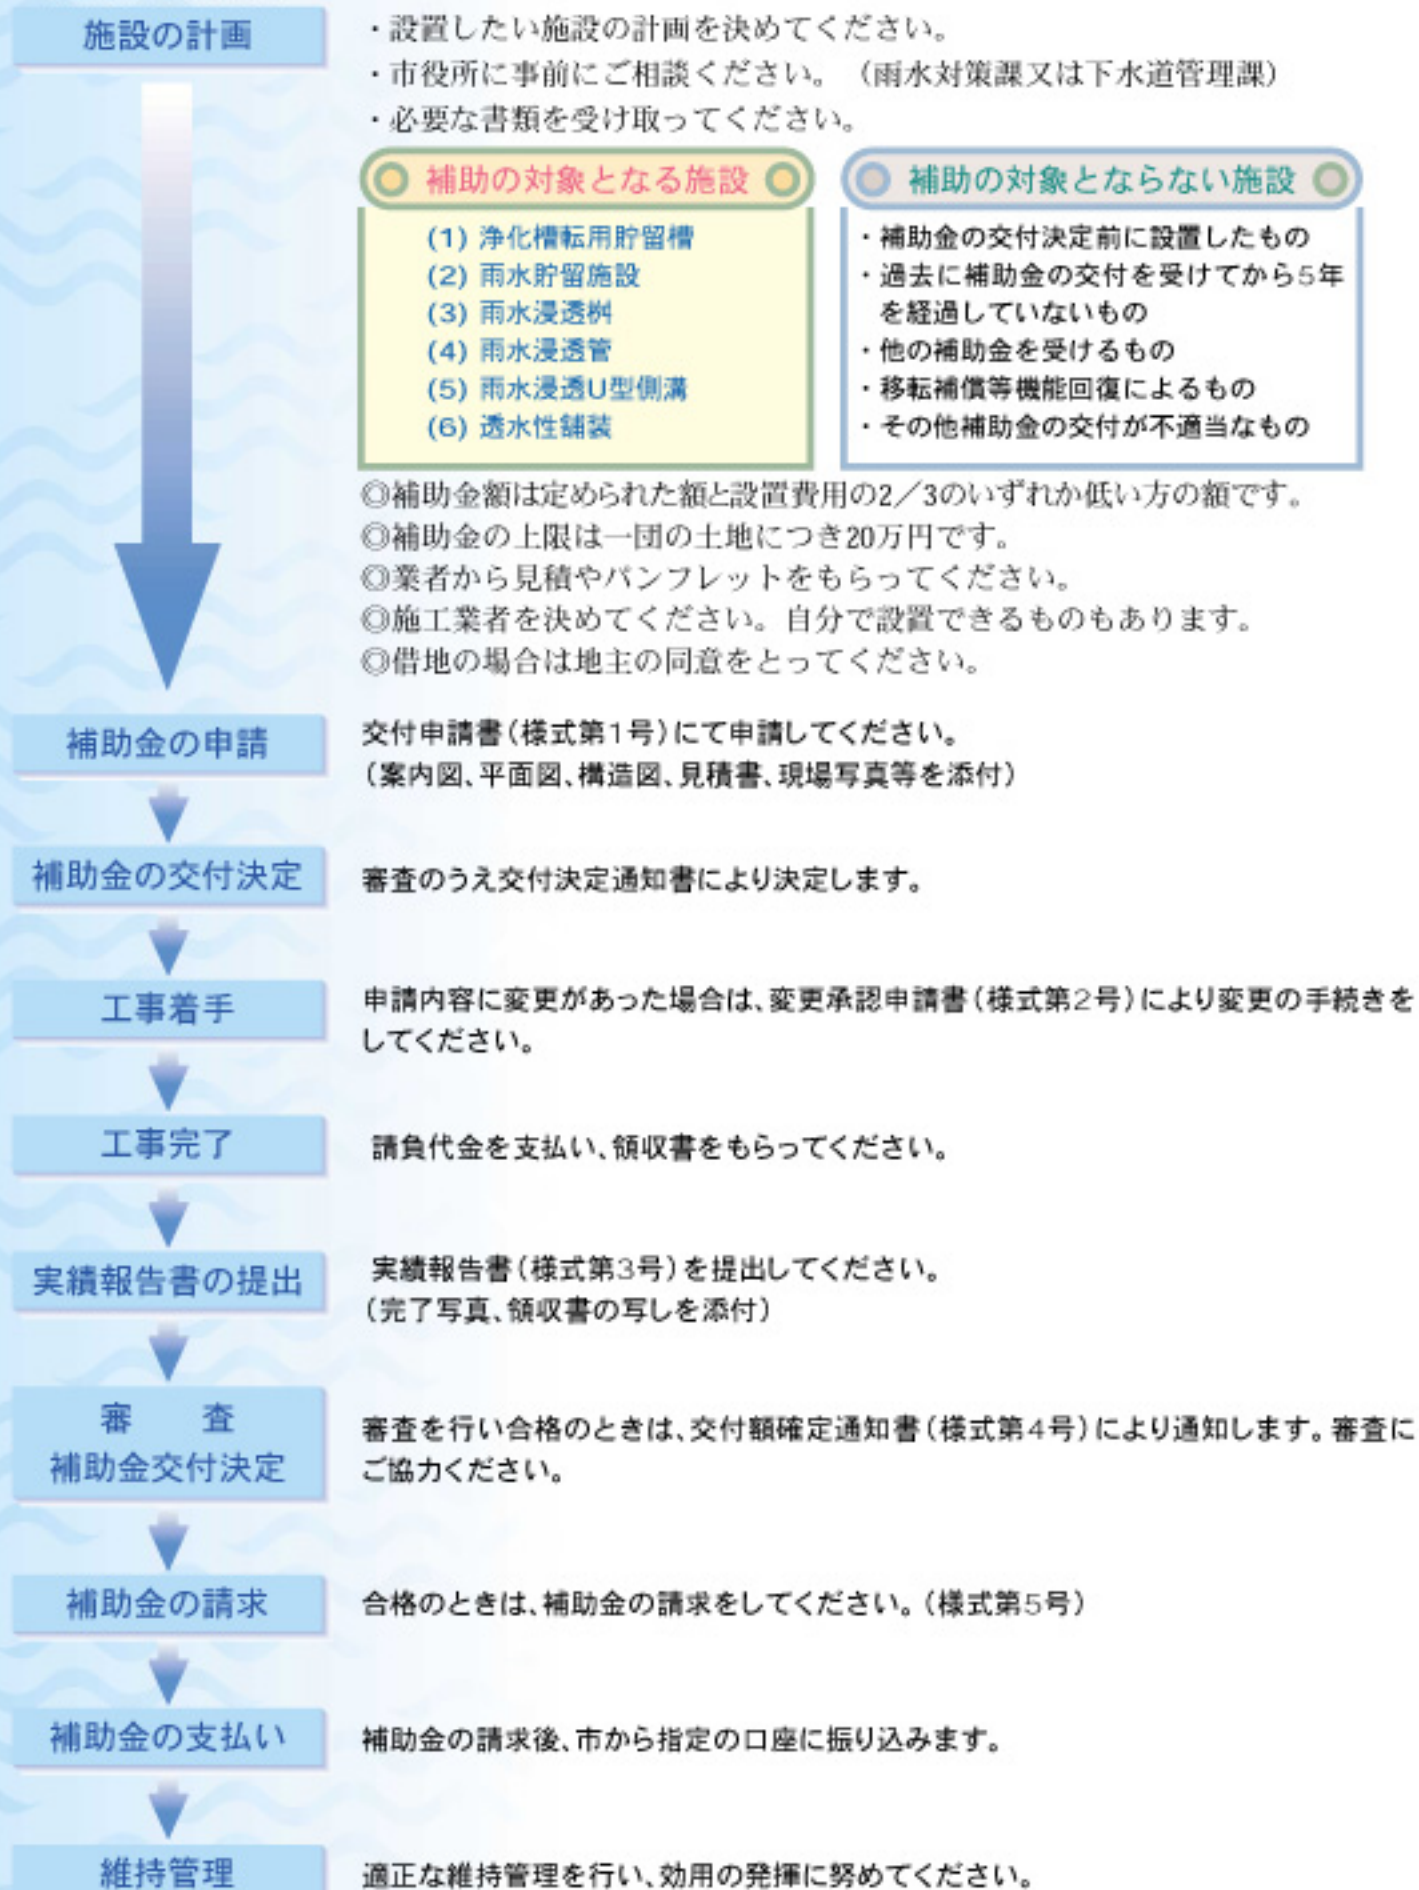 施設の計画
・設置したい施設の計画を決めてください。
・市役所に事前にご相談ください。（雨水対策課又は下水道管理課）
・必要な書類を受け取ってください。
補助の対象となる施設
(1) 浄化槽転用貯留槽
(2) 雨水貯留施設
(3) 雨水浸透桝
(4) 雨水浸透管
(5) 雨水浸透U型側溝
(6) 透水性舗装
補助の対象とならない施設
・補助金の交付決定前に設置したもの
・過去に補助金の交付を受けてから5年
を経過していないもの
・他の補助金を受けるもの
・移転補償等機能回復によるもの
・その他補助金の交付が不適当なもの
◎補助金額は定められた額と設置費用の2／3のいずれか低い方の額です。
◎補助金の上限は一団の土地につき20万円です。
◎業者から見積やパンフレットをもらってください。
◎施工業者を決めてください。自分で設置できるものもあります。
◎借地の場合は地主の同意をとってください。
補助金の申請
交付申請書（様式第1号）にて申請してください。
（案内図、平面図、構造図、見積書、現場写真等を添付）
補助金の交付決定
審査のうえ交付決定通知書により決定します。
工事着手
申請内容に変更があった場合は、変更承認申請書（様式第2号）により変更の手続きを
してください。
工事完了
請負代金を支払い、領収書をもらってください。
実績報告書の提出
実績報告書（様式第3号）を提出してください。
（完了写真、領収書の写しを添付）
審　査
補助金交付決定
審査を行い合格のときは、交付額確定通知書（様式第4号）により通知します。審査に
ご協力ください。
補助金の請求
合格のときは、補助金の請求をしてください。（様式第5号）
補助金の支払い
補助金の請求後、市から指定の口座に振り込みます。
維持管理
適正な維持管理を行い、効用の発揮に努めてください。